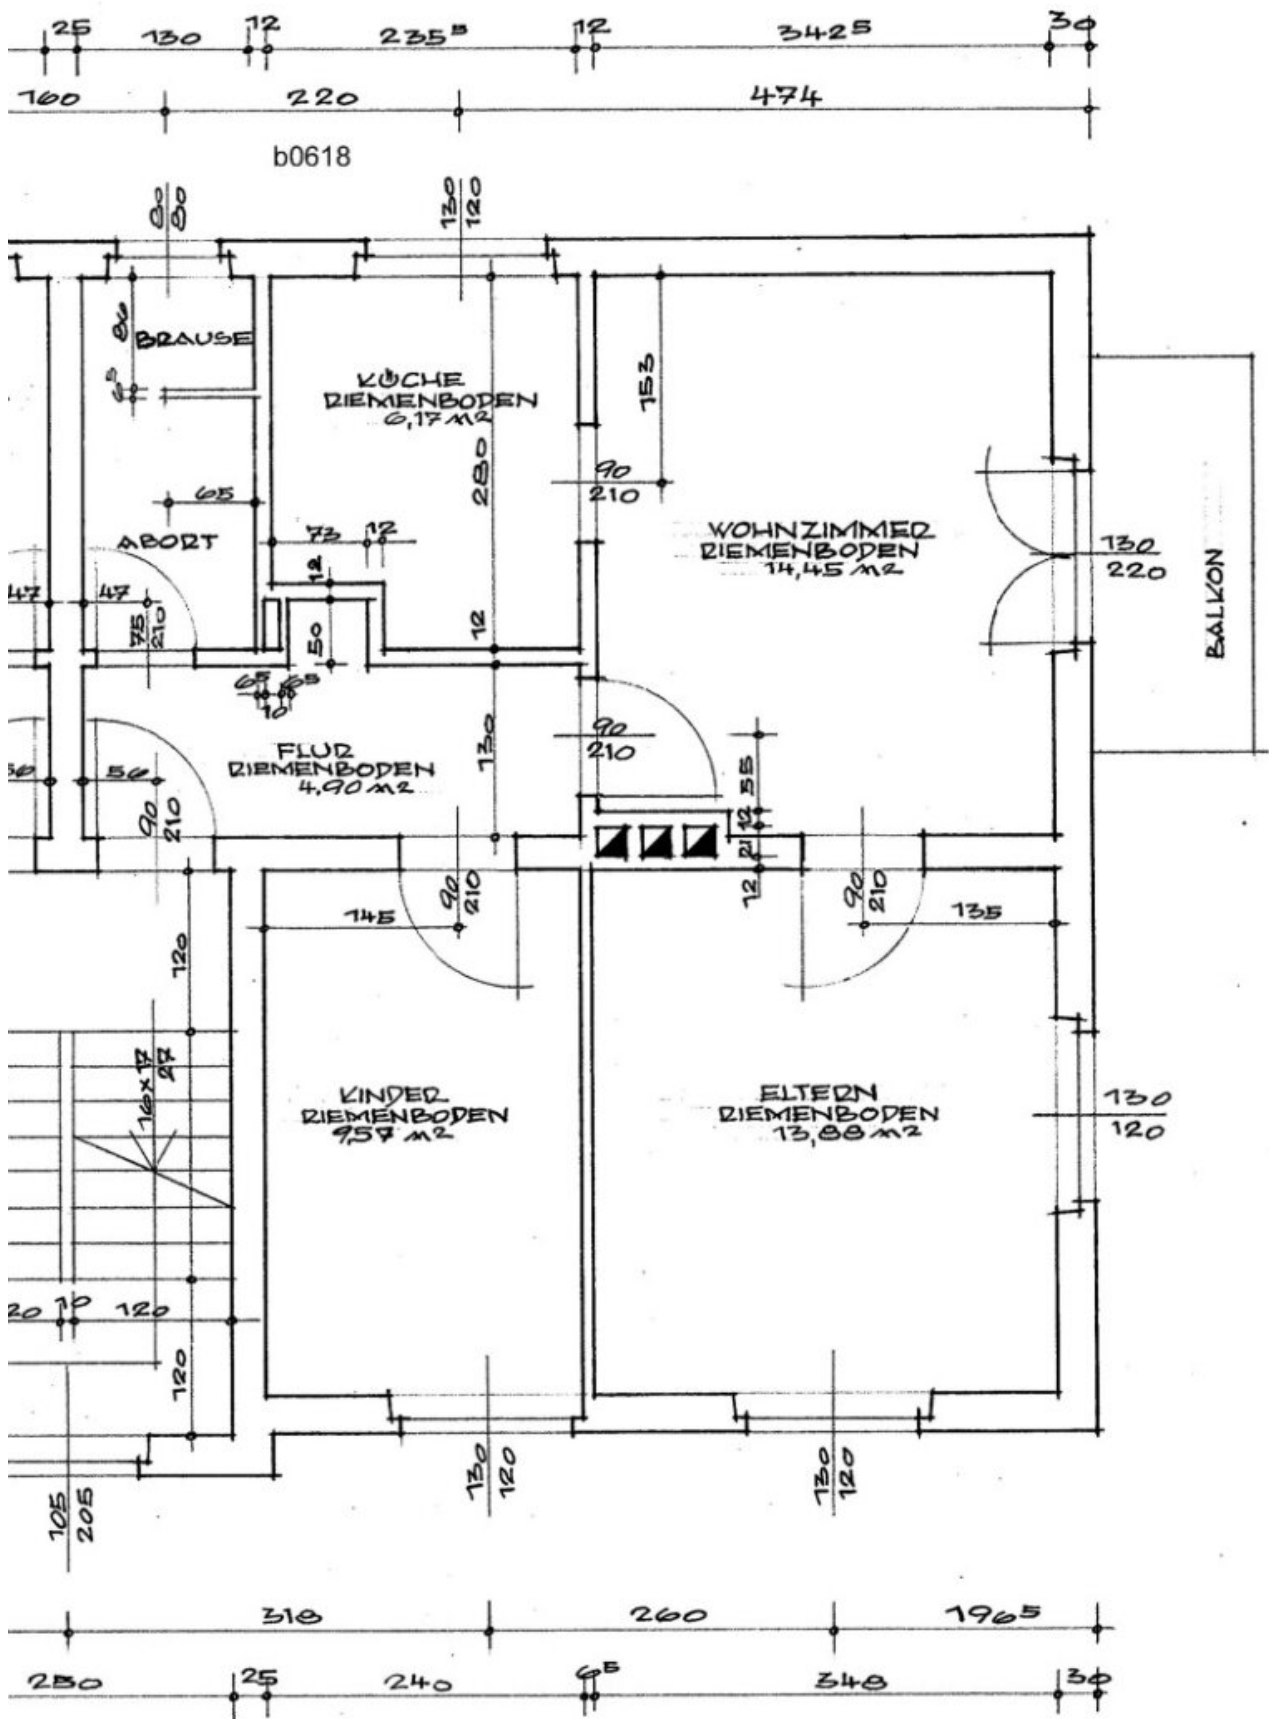 25 130 12 235⁵ 12 342⁵ 30
160 220 474
b0618
80
80
130
120
86
BRAUSE
6⁵
KÜCHE
RIEMENBODEN
6,17 M2
153
280
90
210
65
ABORT
73 12
12
WOHNZIMMER
RIEMENBODEN
14,45 M2
130
220
BALKON
47 47
75
210
50
12
6⁵ 6⁵
10
FLUR
RIEMENBODEN
4,90 M2
130
90
210
56 56
90
210
55
12
21
12
90
210
90
210
145
135
120
16x17
27
KINDER
RIEMENBODEN
9,57 M2
ELTERN
RIEMENBODEN
13,88 M2
130
120
20 10 120
120
105
205
130
120
130
120
318 260 196⁵
250 25 240 6⁵ 348 30